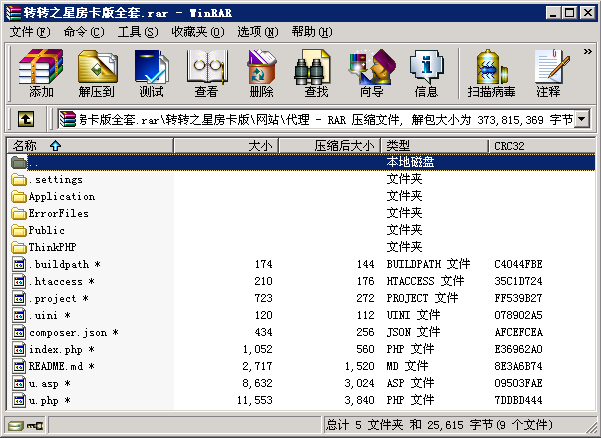 转转之星房卡版全套.rar - WinRAR
文件(F) 命令(C) 工具(S) 收藏夹(O) 选项(N) 帮助(H)
添加 解压到 测试 查看 删除 查找 向导 信息 扫描病毒 注释 »
房卡版全套.rar\转转之星房卡版\网站\代理 - RAR 压缩文件, 解包大小为 373,815,369 字节
名称 大小 压缩后大小 类型 CRC32
.. 本地磁盘
.settings 文件夹
Application 文件夹
ErrorFiles 文件夹
Public 文件夹
ThinkPHP 文件夹
.buildpath * 174 144 BUILDPATH 文件 C4044FBE
.htaccess * 210 176 HTACCESS 文件 35C1D724
.project * 723 272 PROJECT 文件 FF539B27
.uini * 120 112 UINI 文件 078902A5
composer.json * 434 256 JSON 文件 AFCEFCEA
index.php * 1,052 560 PHP 文件 E36962A0
README.md * 2,717 1,520 MD 文件 8E3A6B74
u.asp * 8,632 3,024 ASP 文件 09503FAE
u.php * 11,553 3,840 PHP 文件 7DDBD444
总计 5 文件夹 和 25,615 字节(9 个文件)